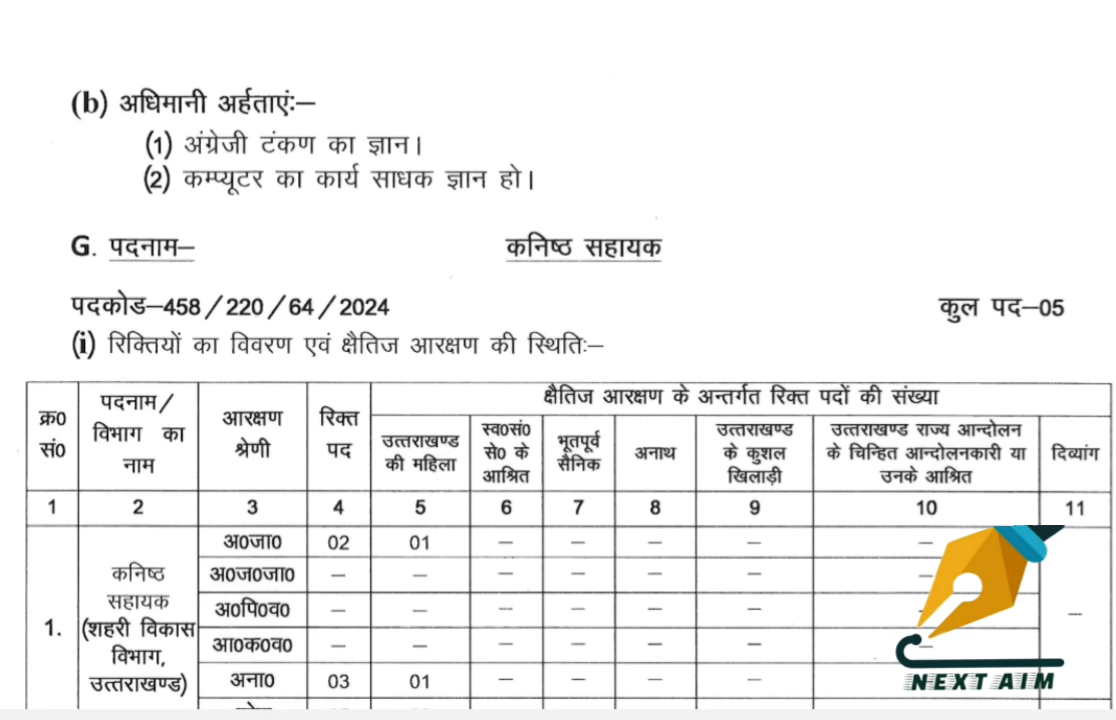 (b) अधिमानी अर्हताएं:–
(1) अंग्रेजी टंकण का ज्ञान।
(2) कम्प्यूटर का कार्य साधक ज्ञान हो।
G. पदनाम– कनिष्ठ सहायक
पदकोड–458/220/64/2024 कुल पद–05
(i) रिक्तियों का विवरण एवं क्षैतिज आरक्षण की स्थितिः–
क्र0 सं0
पदनाम/ विभाग का नाम
आरक्षण श्रेणी
रिक्त पद
क्षैतिज आरक्षण के अन्तर्गत रिक्त पदों की संख्या
उत्तराखण्ड की महिला
स्व0सं0 से0 के आश्रित
भूतपूर्व सैनिक
अनाथ
उत्तराखण्ड के कुशल खिलाड़ी
उत्तराखण्ड राज्य आन्दोलन के चिन्हित आन्दोलनकारी या उनके आश्रित
दिव्यांग
1 2 3 4 5 6 7 8 9 10 11
1.
कनिष्ठ
सहायक
(शहरी विकास
विभाग,
उत्तराखण्ड)
अ0जा0 02 01 – – – – –
अ0ज0जा0 – – – – – – –
अ0पि0व0 – – – – – – –
आ0क0व0 – – – – – – –
अना0 03 01 – – – –
–
NEXT AIM